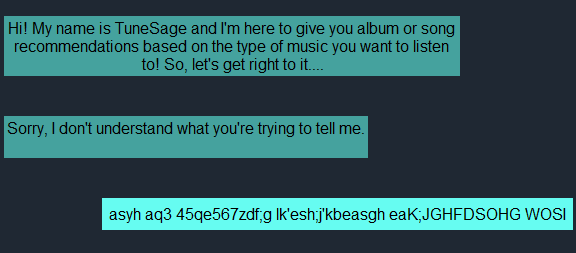 Hi! My name is TuneSage and I'm here to give you album or song
recommendations based on the type of music you want to listen
to! So, let's get right to it....
Sorry, I don't understand what you're trying to tell me.
asyh aq3 45qe567zdf;g lk'esh;j'kbeasgh eaK;JGHFDSOHG WOSI